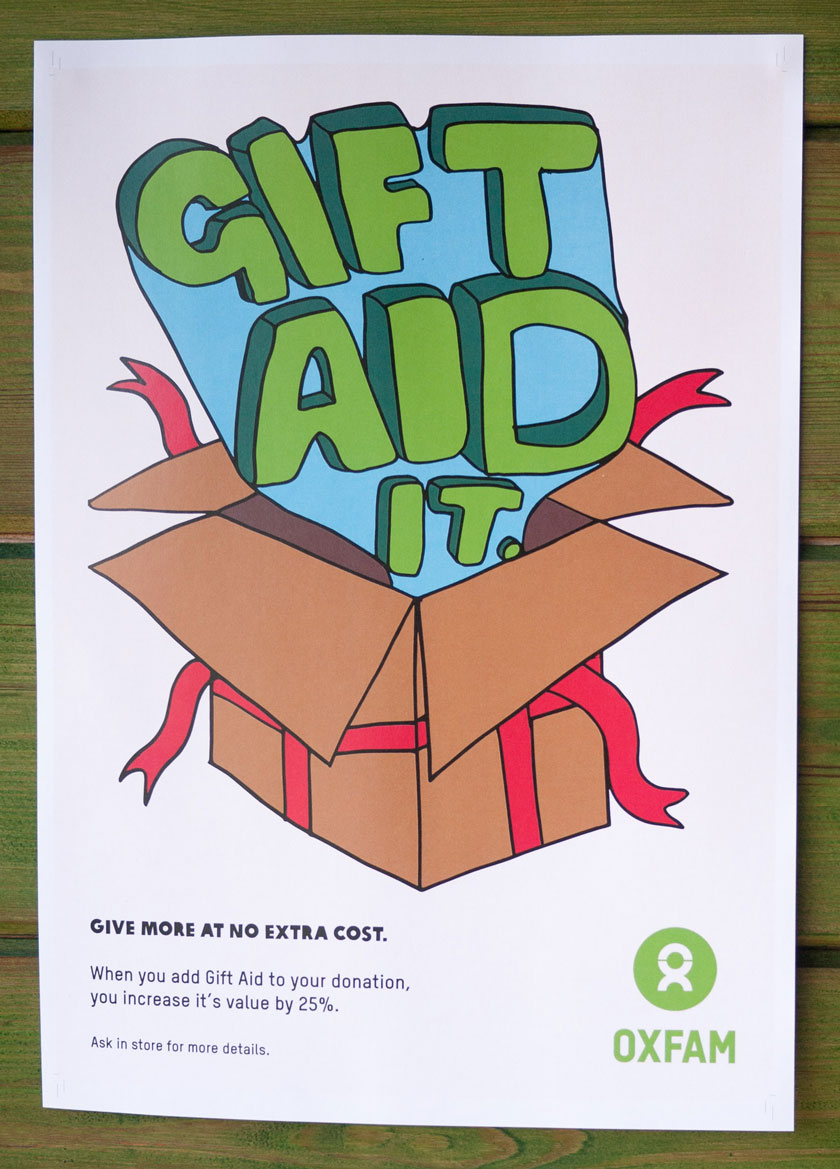 GIFT
AID
IT.
GIVE MORE AT NO EXTRA COST.
When you add Gift Aid to your donation,
you increase it's value by 25%.
Ask in store for more details.
OXFAM